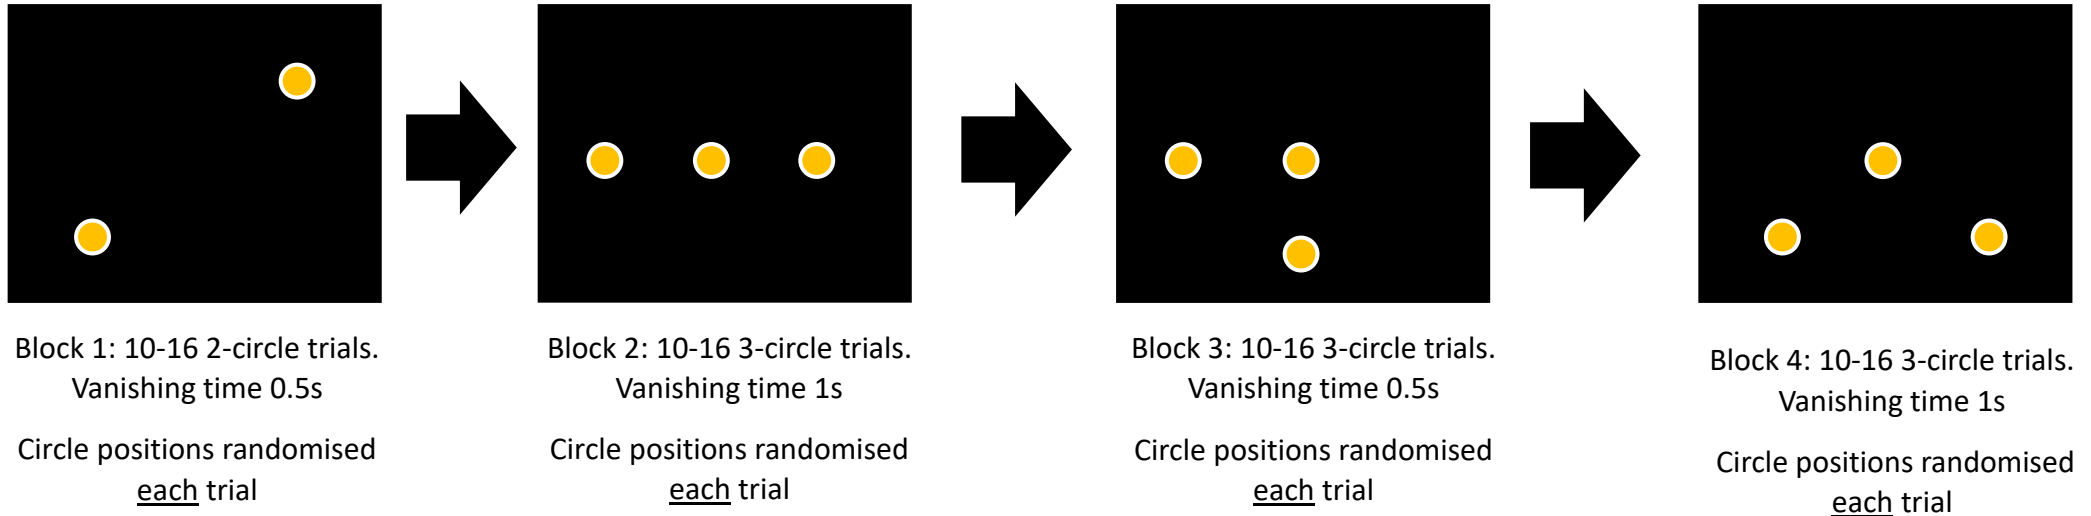 Block 1: 10-16 2-circle trials.
Vanishing time 0.5s
Circle positions randomised
each trial
Block 2: 10-16 3-circle trials.
Vanishing time 1s
Circle positions randomised
each trial
Block 3: 10-16 3-circle trials.
Vanishing time 0.5s
Circle positions randomised
each trial
Block 4: 10-16 3-circle trials.
Vanishing time 1s
Circle positions randomised
each trial